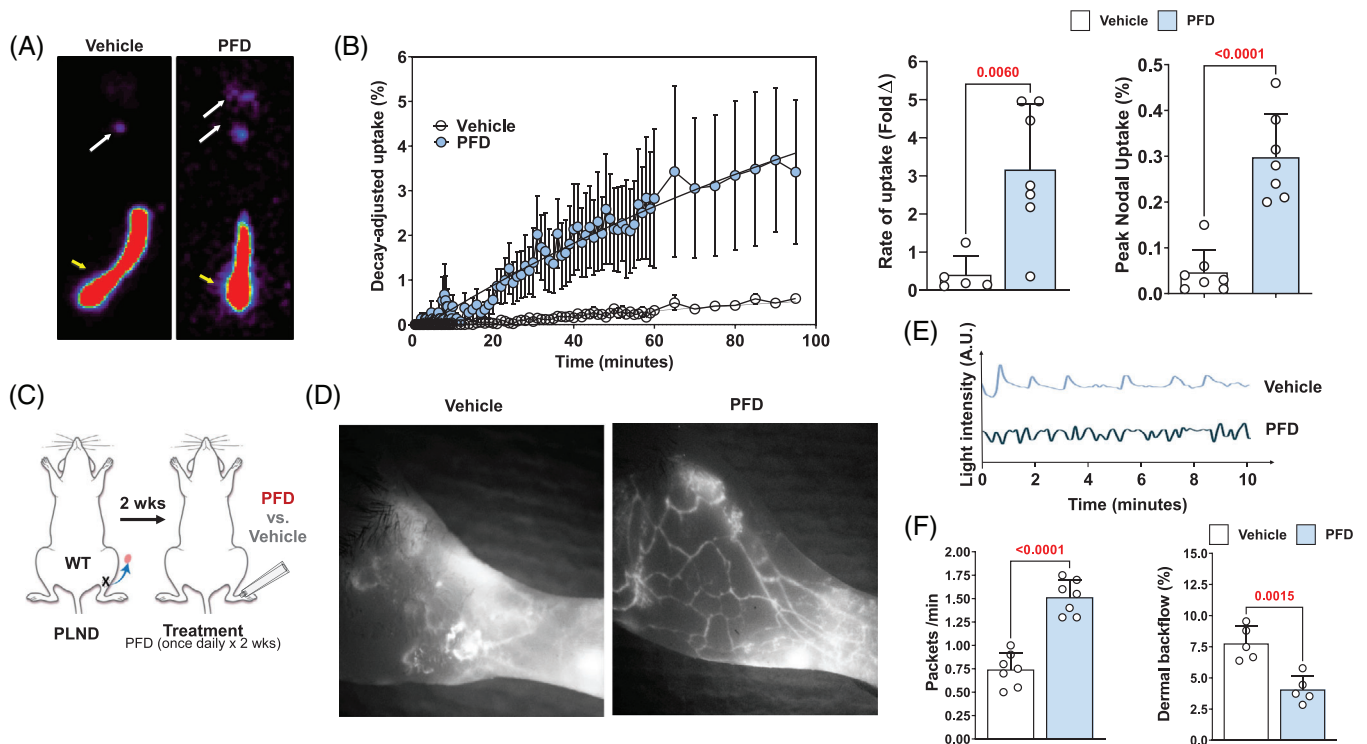 (A)
Vehicle
PFD
(B)
Decay-adjusted uptake (%)
6
5
4
3
2
1
0
Vehicle
PFD
0
20
40
60
80
100
Time (minutes)
Vehicle
PFD
Rate of uptake (Fold Δ)
6
5
4
3
2
1
0
0.0060
Peak Nodal Uptake (%)
0.5
0.4
0.3
0.2
0.1
0.0
<0.0001
(C)
WT
X
PLND
2 wks
PFD
vs.
Vehicle
Treatment
PFD (once daily x 2 wks)
(D)
Vehicle
PFD
(E)
Light intensity (A.U.)
Vehicle
PFD
0
2
4
6
8
10
Time (minutes)
(F)
Vehicle
PFD
Packets /min
2.00
1.75
1.50
1.25
1.00
0.75
0.50
0.25
0.00
<0.0001
Dermal backflow (%)
15.0
12.5
10.0
7.5
5.0
2.5
0.0
0.0015